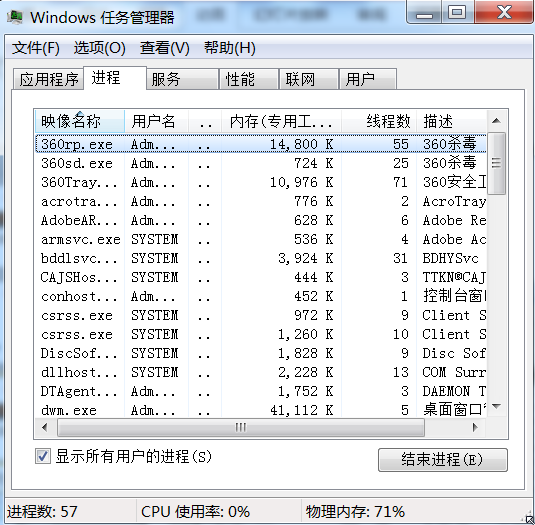 Windows 任务管理器
文件(F) 选项(O) 查看(V) 帮助(H)
应用程序 进程 服务 性能 联网 用户
映像名称 用户名 .. 内存(专用工... 线程数 描述
360rp.exe Adm... .. 14,800 K 55 360杀毒
360sd.exe Adm... .. 724 K 25 360杀毒
360Tray... Adm... .. 10,976 K 71 360安全工
acrotra... Adm... .. 776 K 2 AcroTray
AdobeAR... Adm... .. 628 K 6 Adobe Re
armsvc.exe SYSTEM .. 536 K 4 Adobe Ac
bddlsvc... SYSTEM .. 3,924 K 31 BDHYSvc
CAJSHos... SYSTEM .. 444 K 3 TTKN®CAJ
conhost... Adm... .. 452 K 1 控制台窗
csrss.exe SYSTEM .. 972 K 9 Client S
csrss.exe SYSTEM .. 1,260 K 10 Client S
DiscSof... SYSTEM .. 1,828 K 9 Disc Sof
dllhost... SYSTEM .. 2,228 K 13 COM Surr
DTAgent... Adm... .. 1,752 K 3 DAEMON T
dwm.exe Adm... .. 41,112 K 5 桌面窗口
显示所有用户的进程(S) 结束进程(E)
进程数: 57 CPU 使用率: 0% 物理内存: 71%